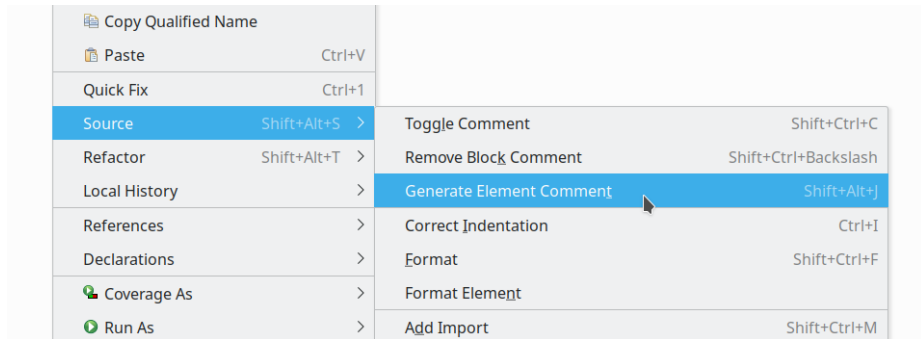 Copy Qualified Name
Paste Ctrl+V
Quick Fix Ctrl+1
Source Shift+Alt+S >
Refactor Shift+Alt+T >
Local History >
References >
Declarations >
Coverage As >
Run As >
Toggle Comment Shift+Ctrl+C
Remove Block Comment Shift+Ctrl+Backslash
Generate Element Comment Shift+Alt+J
Correct Indentation Ctrl+I
Format Shift+Ctrl+F
Format Element
Add Import Shift+Ctrl+M